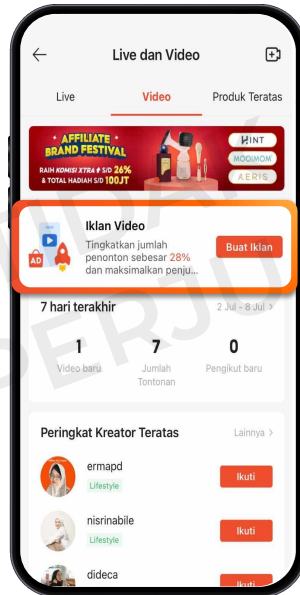 Live dan Video
Live
Video
Produk Teratas
AFFILIATE
BRAND FESTIVAL
RAIH KOMISI XTRA S/D 26%
& TOTAL HADIAH S/D 100JT
HINT
MOOIMOM
AERIS
Iklan Video
Tingkatkan jumlah
penonton sebesar 28%
dan maksimalkan penju...
AD
Buat Iklan
7 hari terakhir
2 Jul - 8 Jul >
1
7
0
Video baru
Jumlah
Tontonan
Pengikut baru
Peringkat Kreator Teratas
Lainnya >
ermapd
Lifestyle
Ikuti
nisrinabile
Lifestyle
Ikuti
dideca
Ikuti